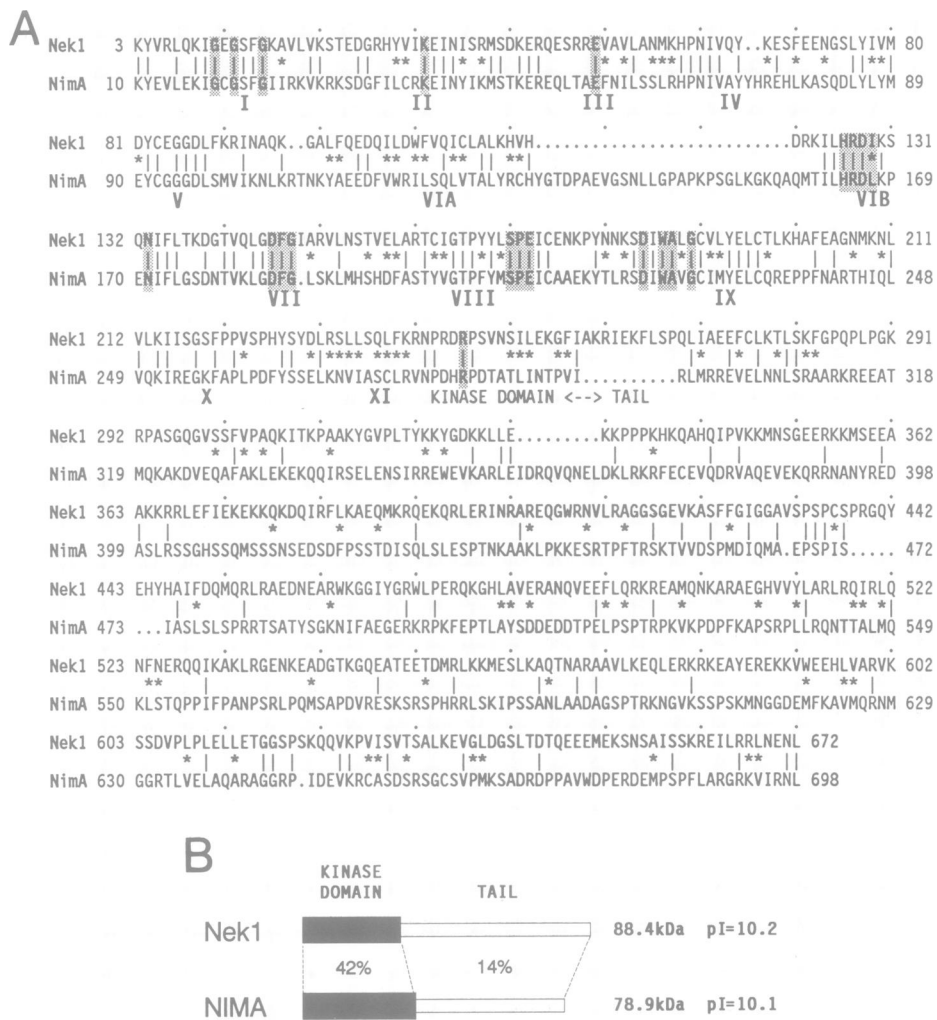 A
Nek1 3 KYVRLQKIGEGSFGKAVLVKSTEDGRHYVIKEINISRMSDKERQESRREVAVLANMKHPNIVQY..KESFEENGSLYIVM 80
NimA 10 KYEVLEKIGCGSFGIIRKVKRKSDGFILCRKEINYIKMSTKEREQLTAEFNILSSLRHPNIVAYYHREHLKASQDLYLYM 89
I II III IV
Nek1 81 DYCEGGDLFKRINAQK..GALFQEDQILDWFVQICLALKHVH...........................DRKILHRDIKS 131
NimA 90 EYCGGGDLSMVIKNLKRTNKYAEEDFVWRILSQLVTALYRCHYGTDPAEVGSNLLGPAPKPSGLKGKQAQMTILHRDLKP 169
V VIA VIB
Nek1 132 QNIFLTKDGTVQLGDFGIARVLNSTVELARTCIGTPYYLSPEICENKPYNNKSDIWALGCVLYELCTLKHAFEAGNMKNL 211
NimA 170 ENIFLGSDNTVKLGDFG.LSKLMHSHDFASTYVGTPFYMSPEICAAEKYTLRSDIWAVGCIMYELCQREPPFNARTHIQL 248
VII VIII IX
Nek1 212 VLKIISGSFPPVSPHYSYDLRSLLSQLFKRNPRDRPSVNSILEKGFIAKRIEKFLSPQLIAEEFCLKTLSKFGPQPLPGK 291
NimA 249 VQKIREGKFAPLPDFYSSELKNVIASCLRVNPDHRPDTATLINTPVI..........RLMRREVELNNLSRAARKREEAT 318
X XI KINASE DOMAIN <--> TAIL
Nek1 292 RPASGQGVSSFVPAQKITKPAAKYGVPLTYKKYGDKKLLE.........KKPPPKHKQAHQIPVKKMNSGEERKKMSEEA 362
NimA 319 MQKAKDVEQAFAKLEKEKQQIRSELENSIRREWEVKARLEIDRQVQNELDKLRKRFECEVQDRVAQEVEKQRRNANYRED 398
Nek1 363 AKKRRLEFIEKEKKQKDQIRFLKAEQMKRQEKQRLERINRAREQGWRNVLRAGGSGEVKASFFGIGGAVSPSPCSPRGQY 442
NimA 399 ASLRSSGHSSQMSSSNSEDSDFPSSTDISQLSLESPTNKAAKLPKKESRTPFTRSKTVVDSPMDIQMA.EPSPIS..... 472
Nek1 443 EHYHAIFDQMQRLRAEDNEARWKGGIYGRWLPERQKGHLAVERANQVEEFLQRKREAMQNKARAEGHVVYLARLRQIRLQ 522
NimA 473 ...IASLSLSPRRTSATYSGKNIFAEGERKRPKFEPTLAYSDDEDDTPELPSPTRPKVKPDPFKAPSRPLLRQNTTALMQ 549
Nek1 523 NFNERQQIKAKLRGENKEADGTKGQEATEETDMRLKKMESLKAQTNARAAVLKEQLERKRKEAYEREKKVWEEHLVARVK 602
NimA 550 KLSTQPPIFPANPSRLPQMSAPDVRESKSRSPHRRLSKIPSSANLAADAGSPTRKNGVKSSPSKMNGGDEMFKAVMQRNM 629
Nek1 603 SSDVPLPLELLETGGSPSKQQVKPVISVTSALKEVGLDGSLTDTQEEEMEKSNSAISSKREILRRLNENL 672
NimA 630 GGRTLVELAQARAGGRP.IDEVKRCASDSRSGCSVPMKSADRDPPAVWDPERDEMPSPFLARGRKVIRNL 698
B
KINASE
DOMAIN TAIL
Nek1 88.4kDa pI=10.2
42% 14%
NIMA 78.9kDa pI=10.1